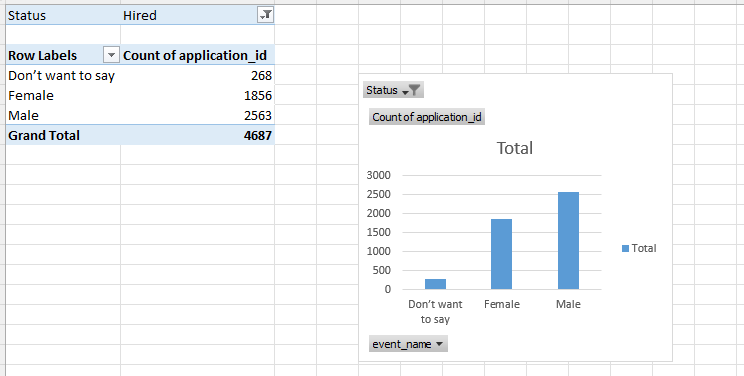 Status Hired
Row Labels Count of application_id
Don't want to say 268
Female 1856
Male 2563
Grand Total 4687
Status
Count of application_id
Total
3000
2500
2000
1500
1000
500
0
Total
Don't want to say Female Male
event_name